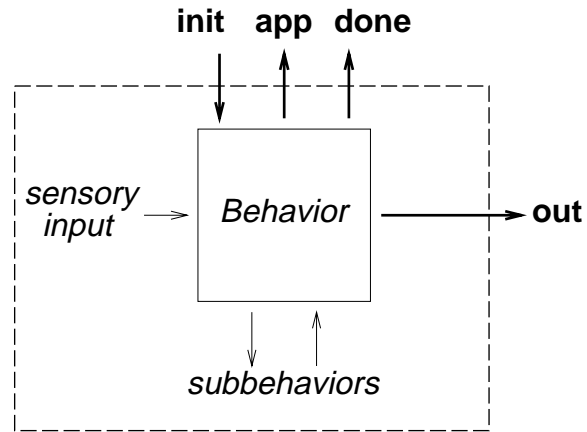 init app done
sensory
input
Behavior
out
subbehaviors